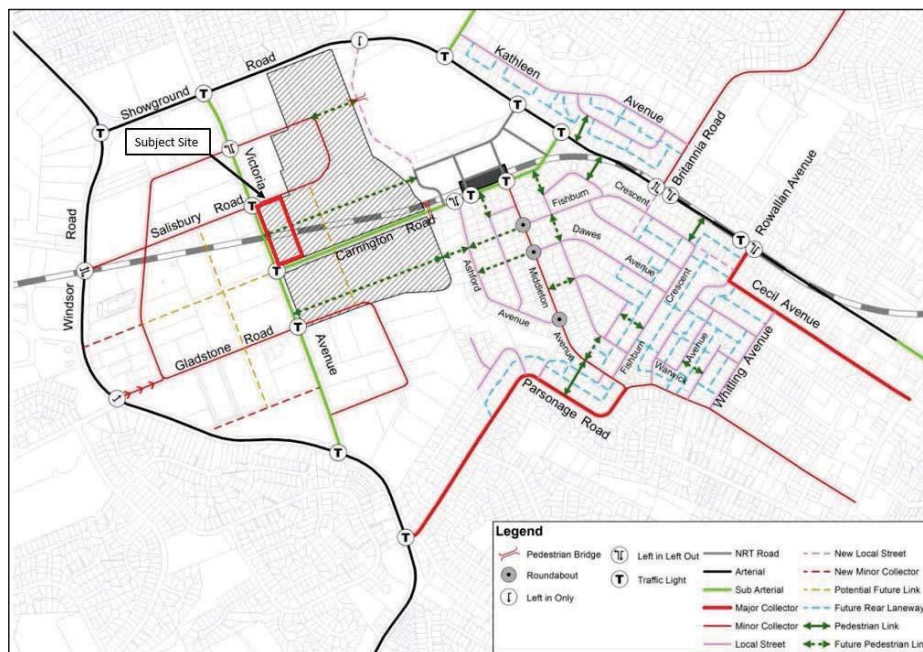 Kathleen
Avenue
Showground
Road
Britannia Road
Rowallan Avenue
Subject Site
Victoria
Salisbury
Road
Carrington
Road
Fishburn
Crescent
Dawes
Avenue
Crescent
Cecil Avenue
Windsor
Road
Ashford
Middleton
Avenue
Avenue
Gladstone
Road
Avenue
Fishburn
Warwick
Avenue
Whitling Avenue
Parsonage Road
T
T
T
T
T
T
T
T
T
T
T
T
T
Legend
Pedestrian Bridge
Left in Left Out
NRT Road
New Local Street
Roundabout
T
Traffic Light
Arterial
New Minor Collector
Left in Only
Sub Arterial
Potential Future Link
Major Collector
Future Rear Laneway
Minor Collector
Pedestrian Link
Local Street
Future Pedestrian Lin